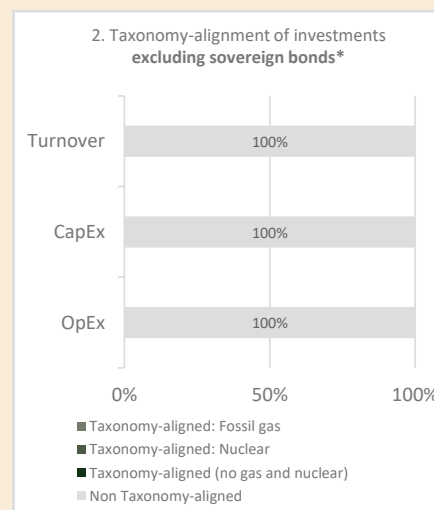 2. Taxonomy-alignment of investments
excluding sovereign bonds*
Turnover
100%
CapEx
100%
OpEx
100%
0%
50%
100%
Taxonomy-aligned: Fossil gas
Taxonomy-aligned: Nuclear
Taxonomy-aligned (no gas and nuclear)
Non Taxonomy-aligned